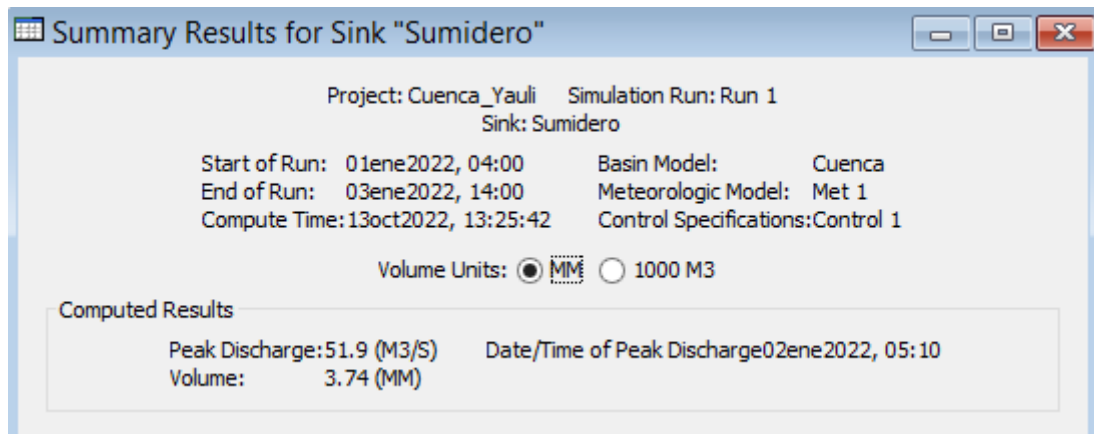 Summary Results for Sink "Sumidero"
Project: Cuenca_Yauli Simulation Run: Run 1
Sink: Sumidero
Start of Run: 01ene2022, 04:00 Basin Model: Cuenca
End of Run: 03ene2022, 14:00 Meteorologic Model: Met 1
Compute Time:13oct2022, 13:25:42 Control Specifications:Control 1
Volume Units: MM 1000 M3
Computed Results
Peak Discharge:51.9 (M3/S) Date/Time of Peak Discharge02ene2022, 05:10
Volume: 3.74 (MM)